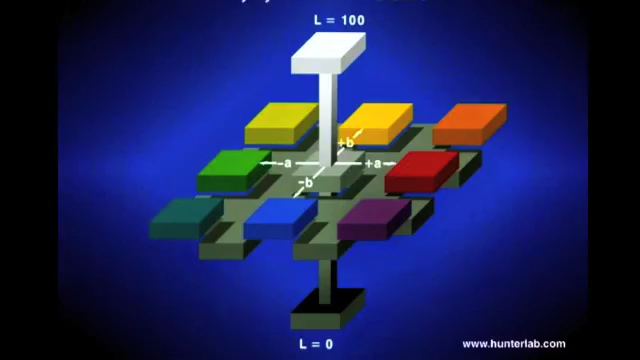 L = 100
+b
-a
+a
-b
L = 0
www.hunterlab.com